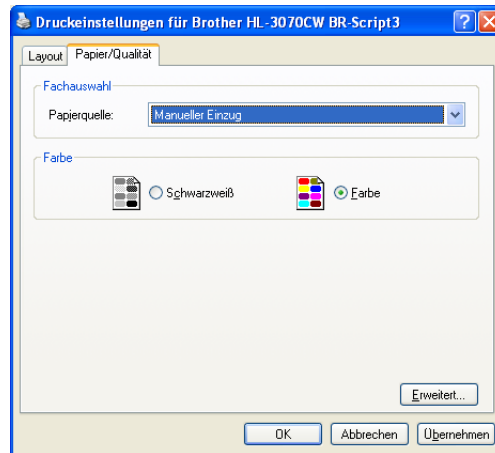 Druckeinstellungen für Brother HL-3070CW BR-Script3
Layout Papier/Qualität
Fachauswahl
Papierquelle: Manueller Einzug
Farbe
Schwarzweiß Farbe
Erweitert...
OK Abbrechen Übernehmen